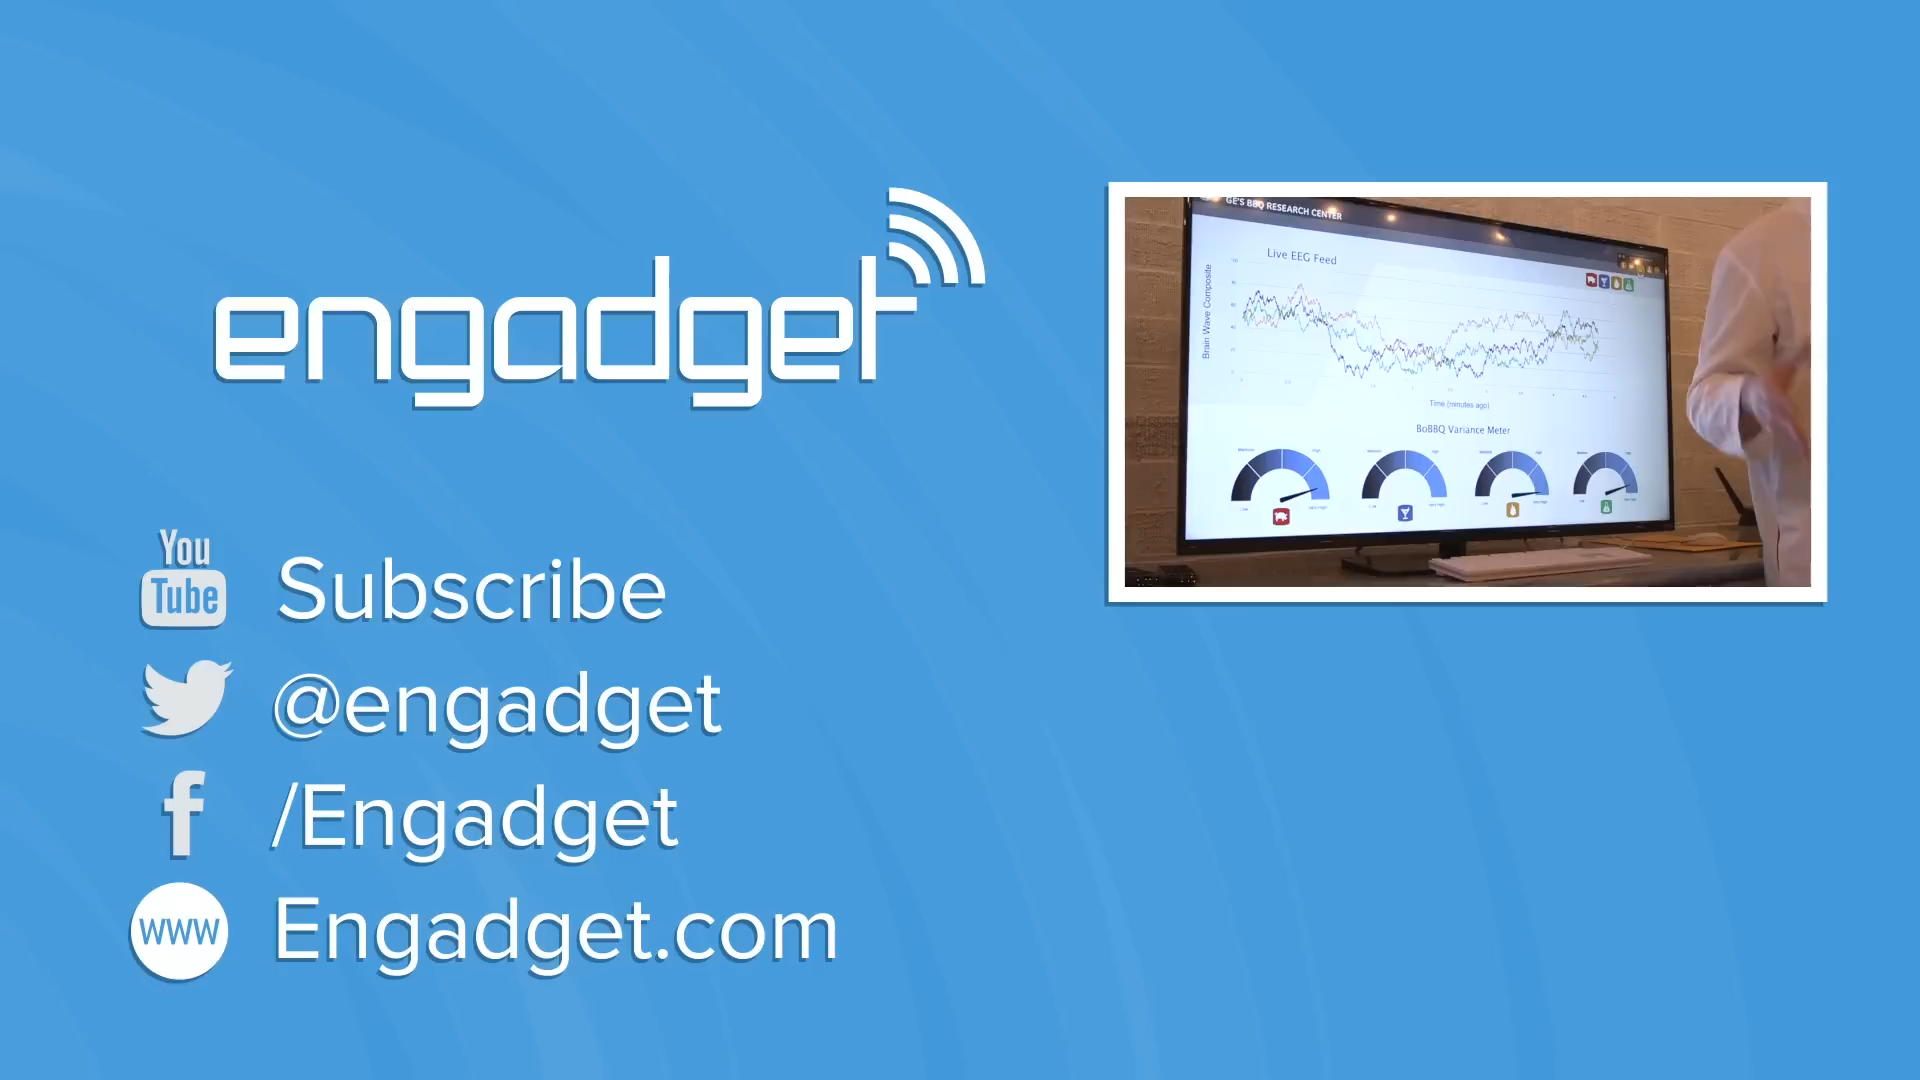 engadget
You
Tube
Subscribe
@engadget
/Engadget
www
Engadget.com
GE'S BBQ RESEARCH CENTER
Live EEG Feed
Brain Wave Composite
Time (minutes ago)
BoBBQ Variance Meter